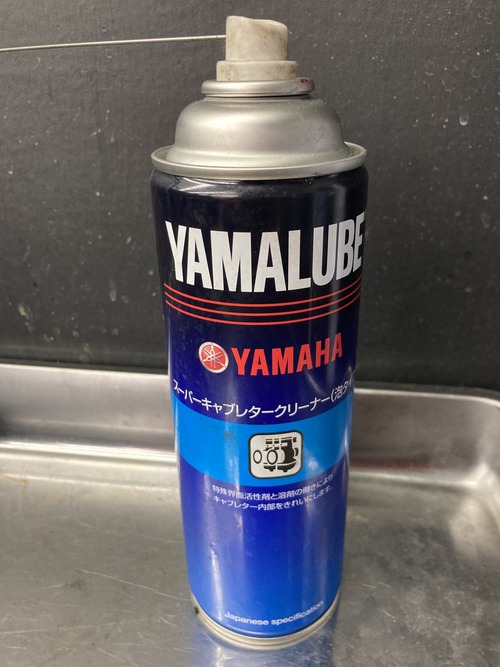 YAMALUBE
YAMAHA
スーパーキャブレタークリーナー(泡タイ
特殊界面活性剤と溶剤の働きにより
キャブレター内部をきれいにします。
Japanese specification